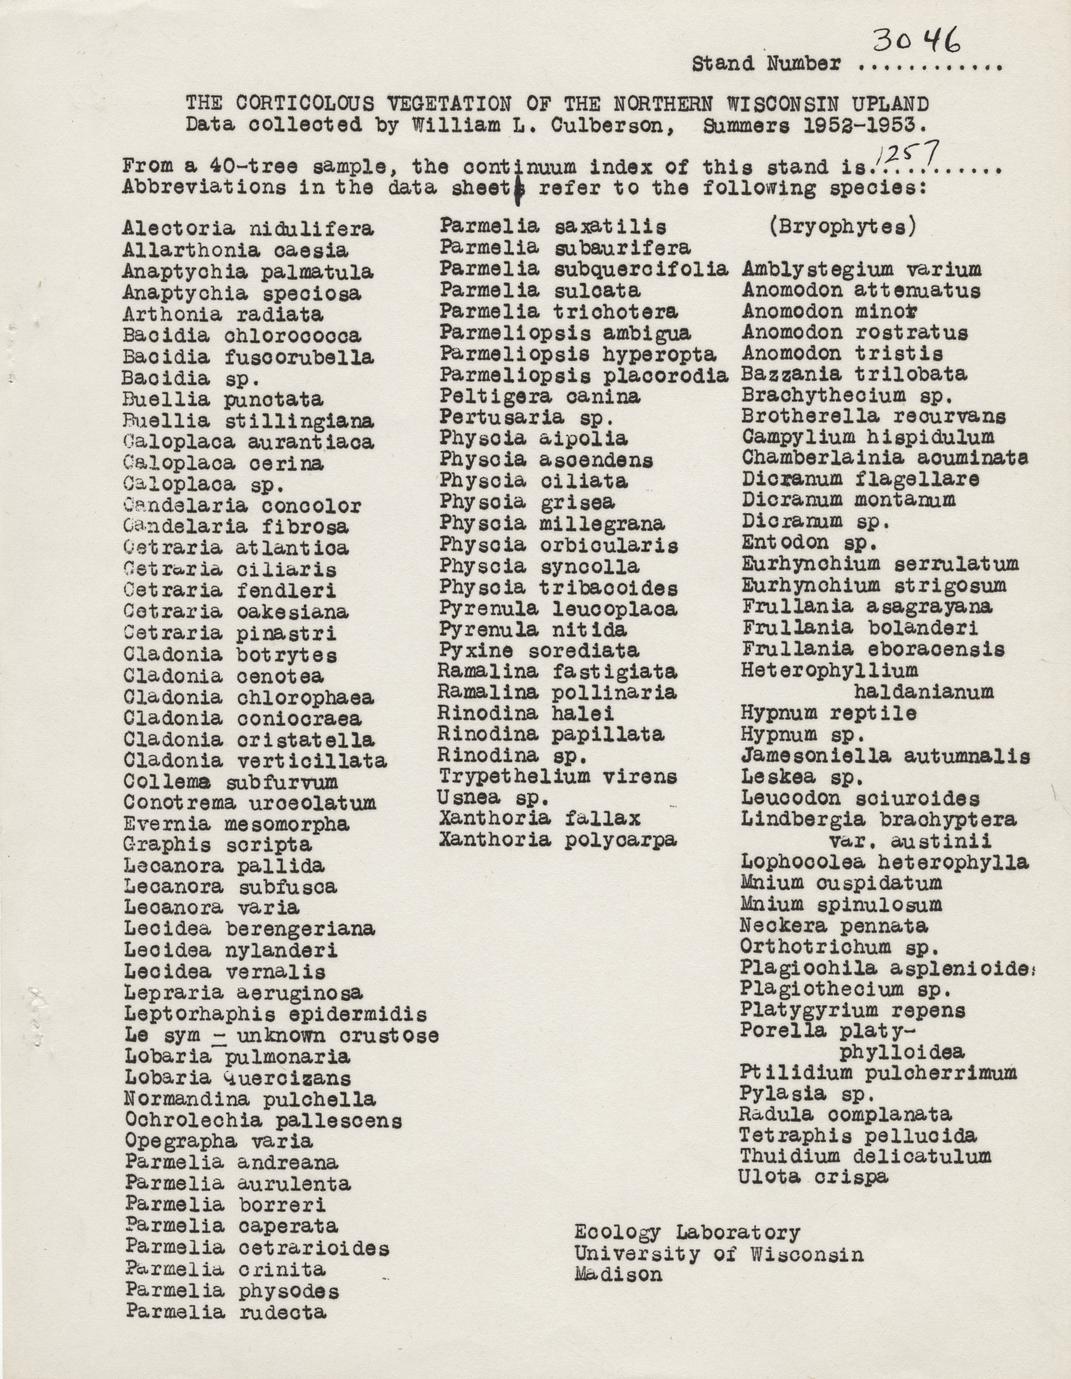 3046
Stand Number ............
THE CORTICOLOUS VEGETATION OF THE NORTHERN WISCONSIN UPLAND
Data collected by William L. Culberson, Summers 1952-1953.
From a 40-tree sample, the continuum index of this stand is.1257.........
Abbreviations in the data sheet refer to the following species:
Alectoria nidulifera
Allarthonia caesia
Anaptychia palmatula
Anaptychia speciosa
Arthonia radiata
Bacidia chlorococca
Bacidia fuscorubella
Bacidia sp.
Buellia punctata
Buellia stillingiana
Caloplaca aurantiaca
Caloplaca cerina
Caloplaca sp.
Candelaria concolor
Candelaria fibrosa
Cetraria atlantica
Cetraria ciliaris
Cetraria fendleri
Cetraria oakesiana
Cetraria pinastri
Cladonia botrytes
Cladonia cenotea
Cladonia chlorophaea
Cladonia coniocraea
Cladonia cristatella
Cladonia verticillata
Collema subfurvum
Conotrema urceolatum
Evernia mesomorpha
Graphis scripta
Lecanora pallida
Lecanora subfusca
Lecanora varia
Lecidea berengeriana
Lecidea nylanderi
Lecidea vernalis
Lepraria aeruginosa
Leptorhaphis epidermidis
Le sym - unknown crustose
Lobaria pulmonaria
Lobaria quercizans
Normandina pulchella
Ochrolechia pallescens
Opegrapha varia
Parmelia andreana
Parmelia aurulenta
Parmelia borreri
Parmelia caperata
Parmelia cetrarioides
Parmelia crinita
Parmelia physodes
Parmelia rudecta
Parmelia saxatilis
Parmelia subaurifera
Parmelia subquercifolia
Parmelia sulcata
Parmelia trichotera
Parmeliopsis ambigua
Parmeliopsis hyperopta
Parmeliopsis placorodia
Peltigera canina
Pertusaria sp.
Physcia aipolia
Physcia ascendens
Physcia ciliata
Physcia grisea
Physcia millegrana
Physcia orbicularis
Physcia syncolla
Physcia tribacoides
Pyrenula leucoplaca
Pyrenula nitida
Pyxine sorediata
Ramalina fastigiata
Ramalina pollinaria
Rinodina halei
Rinodina papillata
Rinodina sp.
Trypethelium virens
Usnea sp.
Xanthoria fallax
Xanthoria polycarpa
(Bryophytes)
Amblystegium varium
Anomodon attenuatus
Anomodon minor
Anomodon rostratus
Anomodon tristis
Bazzania trilobata
Brachythecium sp.
Brotherella recurvans
Campylium hispidulum
Chamberlainia acuminata
Dicranum flagellare
Dicranum montanum
Dicranum sp.
Entodon sp.
Eurhynchium serrulatum
Eurhynchium strigosum
Frullania asagrayana
Frullania bolanderi
Frullania eboracensis
Heterophyllium
haldanianum
Hypnum reptile
Hypnum sp.
Jamesoniella autumnalis
Leskea sp.
Leucodon sciuroides
Lindbergia brachyptera
var. austinii
Lophocolea heterophylla
Mnium cuspidatum
Mnium spinulosum
Neckera pennata
Orthotrichum sp.
Plagiochila asplenioides
Plagiothecium sp.
Platygyrium repens
Porella platy-
phylloidea
Ptilidium pulcherrimum
Pylasia sp.
Radula complanata
Tetraphis pellucida
Thuidium delicatulum
Ulota crispa
Ecology Laboratory
University of Wisconsin
Madison